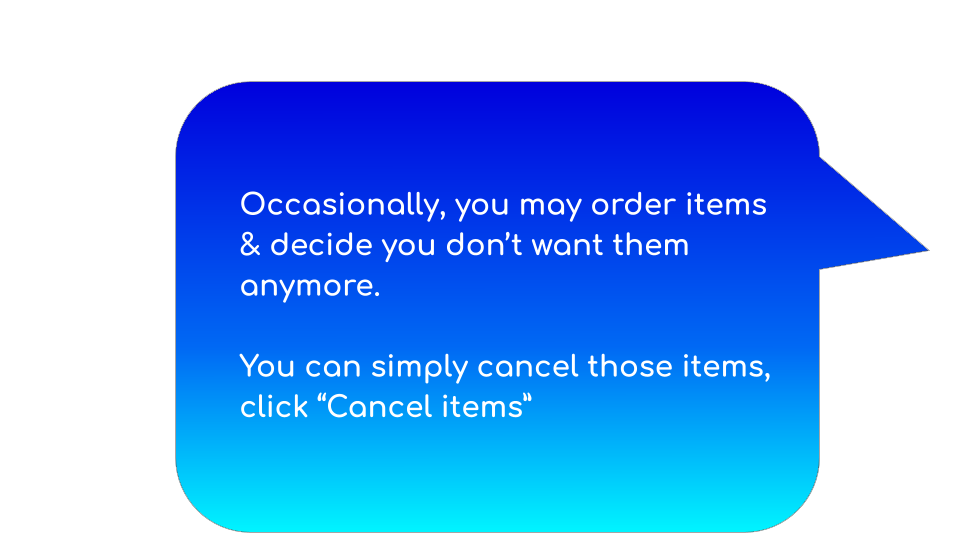 Occasionally, you may order items
& decide you don’t want them
anymore.
You can simply cancel those items,
click “Cancel items”